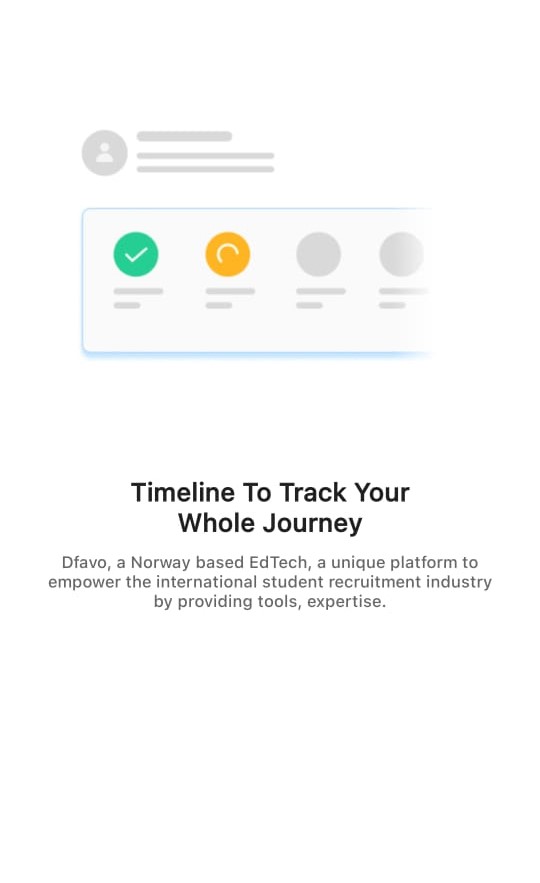 Timeline To Track Your
Whole Journey
Dfavo, a Norway based EdTech, a unique platform to
empower the international student recruitment industry
by providing tools, expertise.